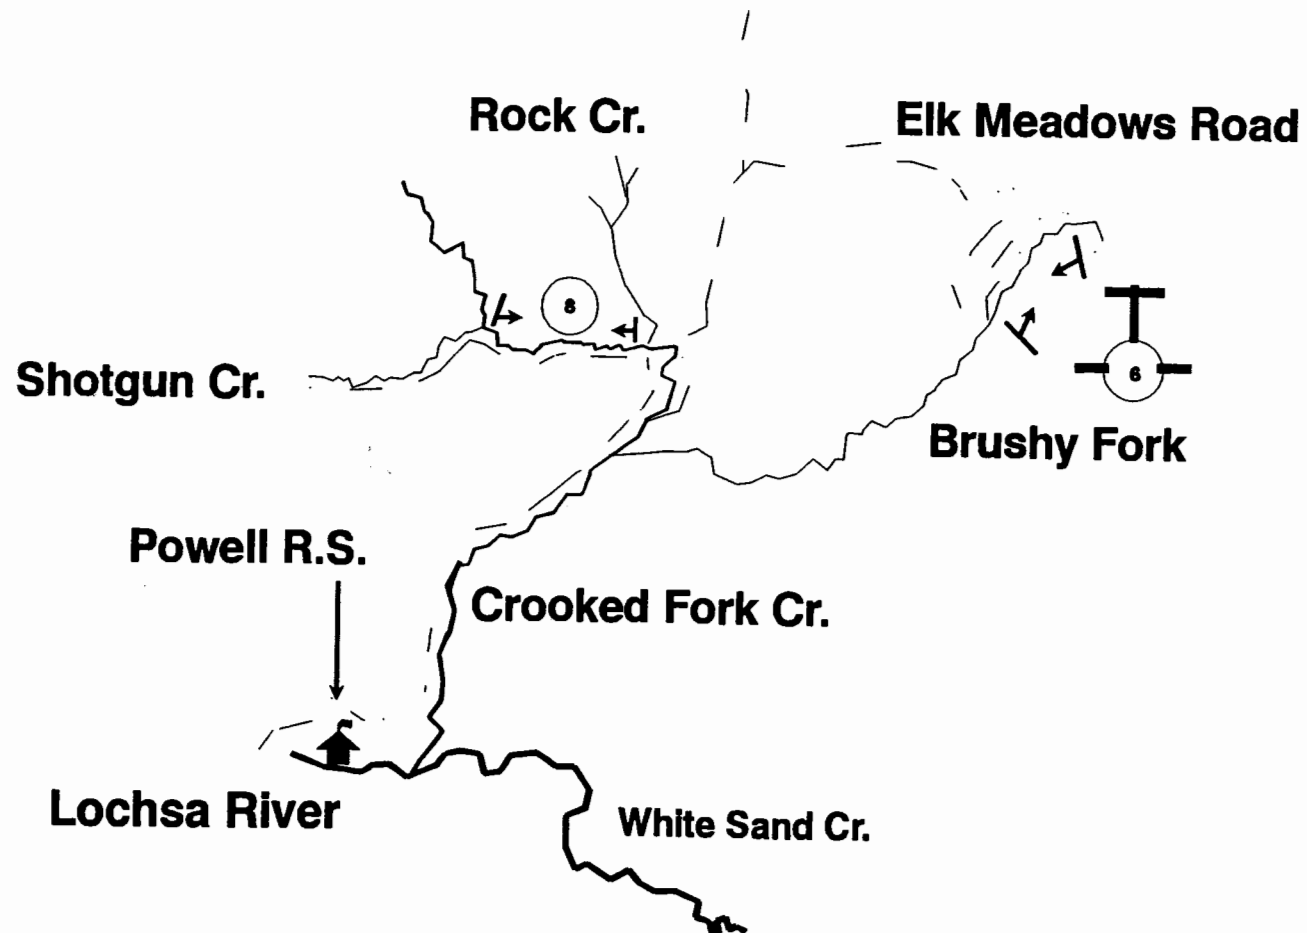 Rock Cr.
Elk Meadows Road
8
Shotgun Cr.
6
Brushy Fork
Powell R.S.
Crooked Fork Cr.
Lochsa River
White Sand Cr.